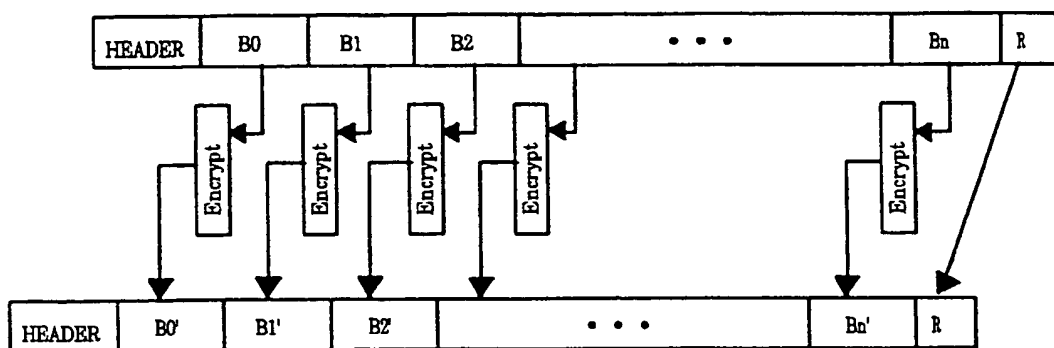 HEADER B0 B1 B2 • • • Bn R
Encrypt Encrypt Encrypt Encrypt Encrypt
HEADER B0' B1' B2' • • • Bn' R